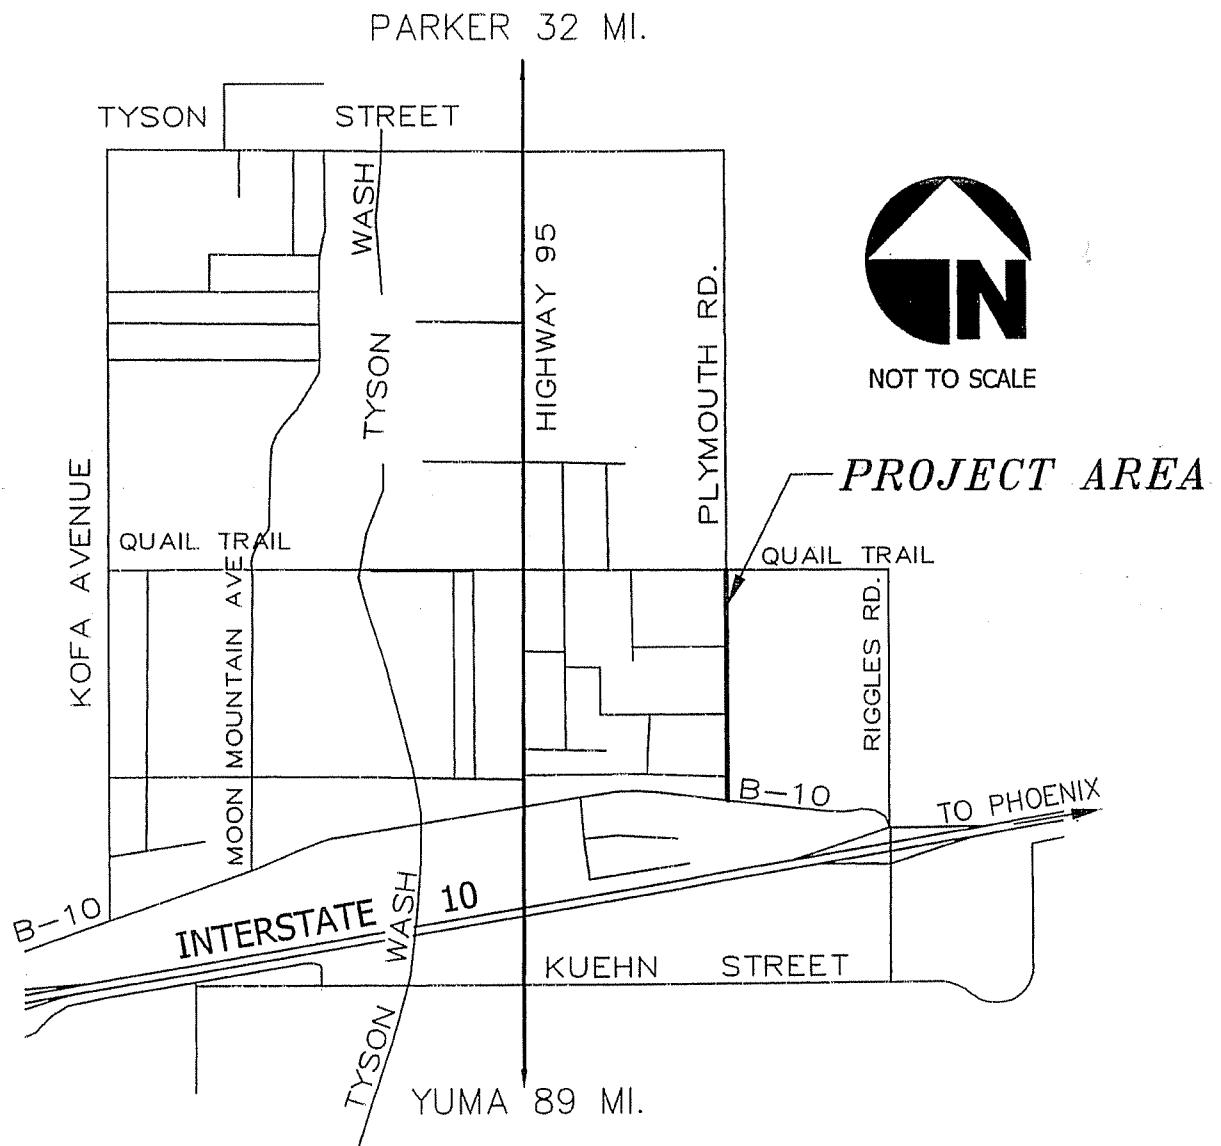 PARKER 32 MI.
TYSON STREET
WASH
TYSON
HIGHWAY 95
PLYMOUTH RD.
N
NOT TO SCALE
PROJECT AREA
KOFA AVENUE
QUAIL TRAIL
QUAIL TRAIL
MOON MOUNTAIN AVE
RIGGLES RD.
B-10
TO PHOENIX
B-10
INTERSTATE 10
WASH
TYSON
KUEHN STREET
YUMA 89 MI.